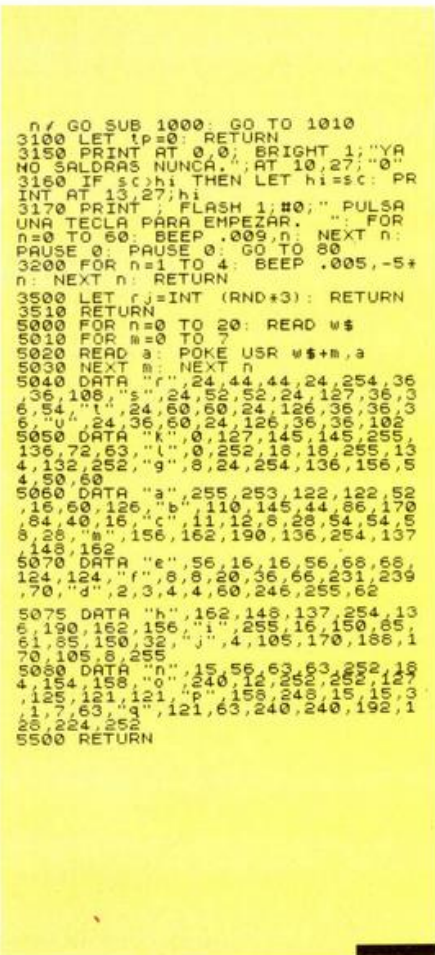 n/ GO SUB 1000: GO TO 1010
3100 LET tp=0: RETURN
3150 PRINT AT 0,0; BRIGHT 1;"YA
NO SALDRAS NUNCA.";AT 10,27;"0"
3160 IF sc>hi THEN LET hi=sc: PR
INT AT 13,27;hi
3170 PRINT ; FLASH 1;#0;" PULSA
UNA TECLA PARA EMPEZAR. ": FOR
n=0 TO 60: BEEP .009,n: NEXT n:
PAUSE 0: PAUSE 0: GO TO 80
3200 FOR n=1 TO 4: BEEP .005,-5*
n: NEXT n: RETURN
3500 LET rj=INT (RND*3): RETURN
3510 RETURN
5000 FOR n=0 TO 20: READ w$
5010 FOR m=0 TO 7
5020 READ a: POKE USR w$+m,a
5030 NEXT m: NEXT n
5040 DATA "r",24,44,44,24,254,36
,36,108,"s",24,52,52,24,127,36,3
6,54,"t",24,60,60,24,126,36,36,3
6,"u",24,36,60,24,126,36,36,102
5050 DATA "k",0,127,145,145,255,
136,72,63,"l",0,252,18,18,255,13
4,132,252,"g",8,24,254,136,156,5
4,50,60
5060 DATA "a",255,253,122,122,52
,16,60,126,"b",110,145,44,86,170
,84,40,16,"c",11,12,8,28,54,54,5
8,28,"m",156,162,190,136,254,137
,148,162
5070 DATA "e",56,16,16,56,68,68,
124,124,"f",8,8,20,36,66,231,239
,70,"d",2,3,4,4,60,246,255,62
5075 DATA "h",162,148,137,254,13
6,190,162,156,"i",255,16,150,85,
61,85,150,32,"j",4,105,170,188,1
70,105,8,255
5080 DATA "n",15,56,63,63,252,18
4,154,158,"o",240,12,252,252,127
,125,121,121,"p",158,248,15,15,3
,1,7,63,"q",121,63,240,240,192,1
28,224,252
5500 RETURN